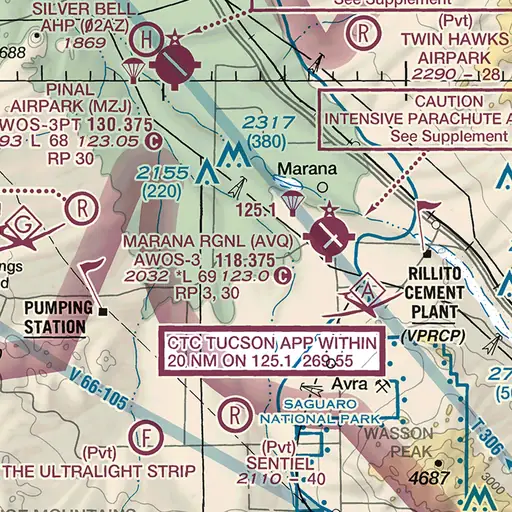 See Supplement
SILVER BELL
AHP (02AZ)
1869
H
688
(Pvt)
TWIN HAWKS
AIRPARK
2290 - 28
R
PINAL
AIRPARK (MZJ)
WOS-3PT 130.375
93 L 68 123.05 C
RP 30
CAUTION
INTENSIVE PARACHUTE A
See Supplement
2317
(380)
2155
(220)
Marana
125.1
R
G
MARANA RGNL (AVQ)
AWOS-3 118.375
2032 *L 69 123.0 C
RP 3, 30
A
RILLITO
CEMENT
PLANT
(VPRCP)
PUMPING
STATION
CTC TUCSON APP WITHIN
20 NM ON 125.1 269.55
V 66-105
Avra
SAGUARO
NATIONAL PARK
R
F
(Pvt)
THE ULTRALIGHT STRIP
(Pvt)
SENTIEL
2110 - 40
WASSON
PEAK
4687
T 306